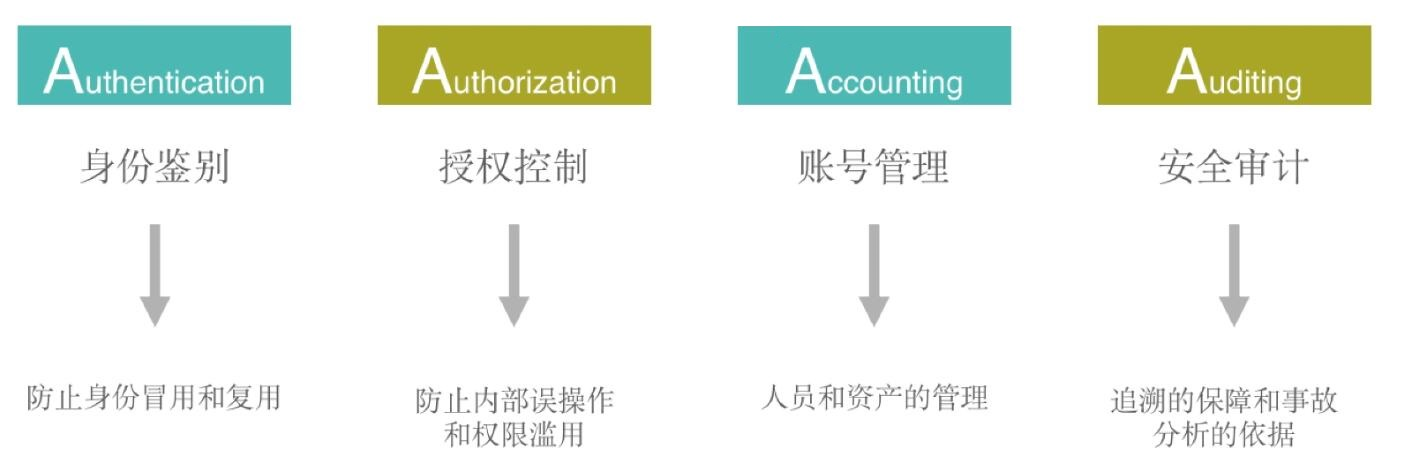 Authentication
Authorization
Accounting
Auditing
身份鉴别
授权控制
账号管理
安全审计
防止身份冒用和复用
防止内部误操作
和权限滥用
人员和资产的管理
追溯的保障和事故
分析的依据